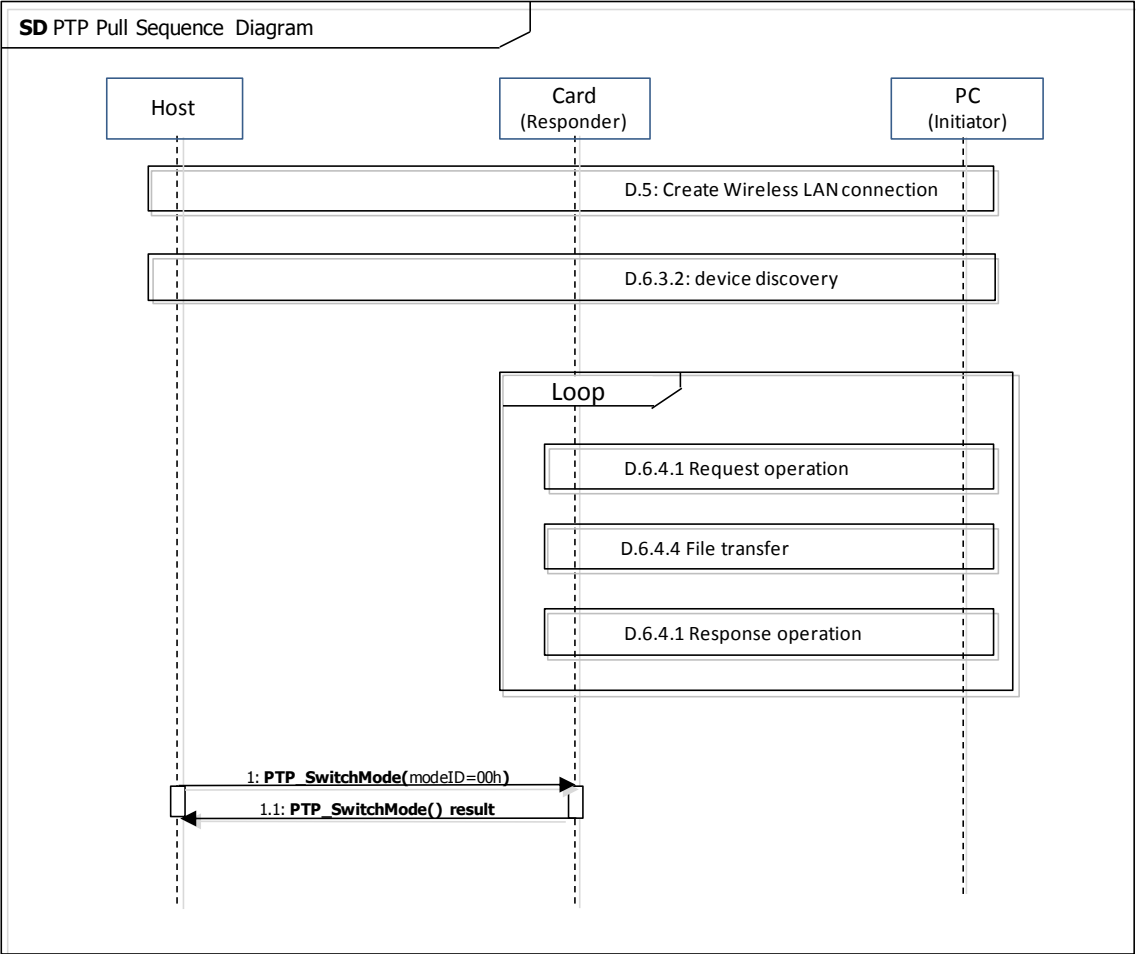 SD PTP Pull Sequence Diagram
Host
Card
(Responder)
PC
(Initiator)
D.5: Create Wireless LAN connection
D.6.3.2: device discovery
Loop
D.6.4.1 Request operation
D.6.4.4 File transfer
D.6.4.1 Response operation
1: PTP_SwitchMode(modeID=00h)
1.1: PTP_SwitchMode() result